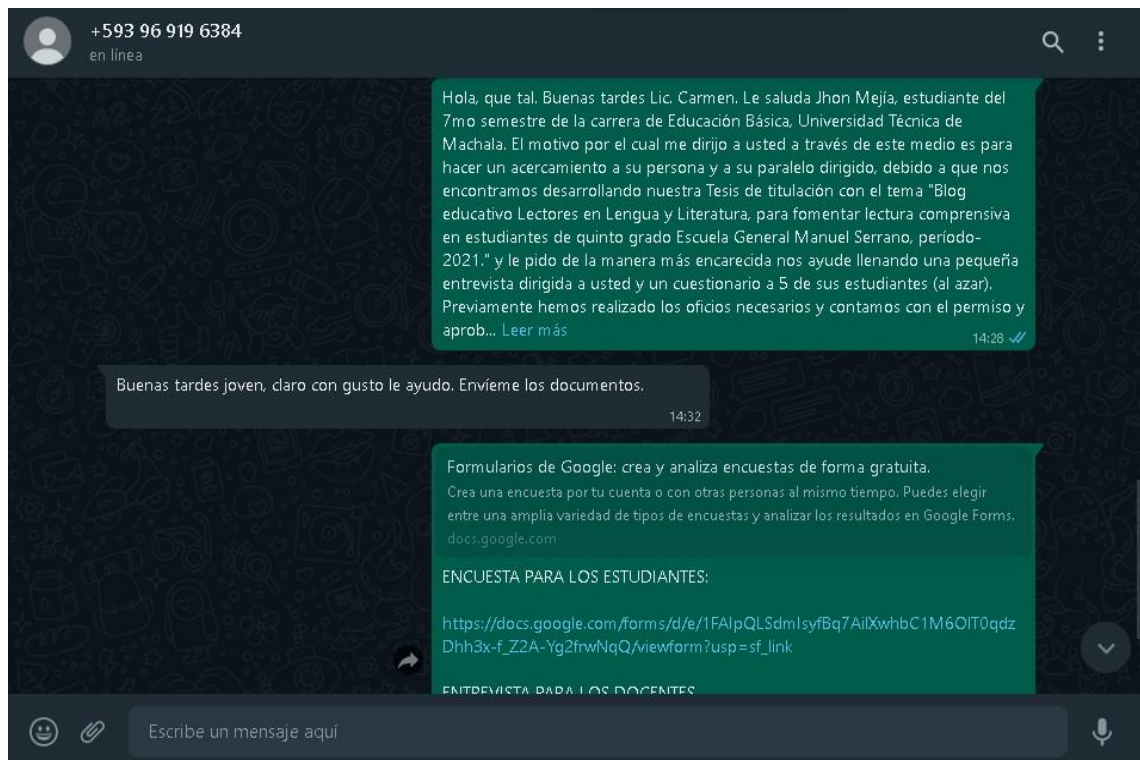 +593 96 919 6384
en línea
Hola, que tal. Buenas tardes Lic. Carmen. Le saluda Jhon Mejía, estudiante del
7mo semestre de la carrera de Educación Básica, Universidad Técnica de
Machala. El motivo por el cual me dirijo a usted a través de este medio es para
hacer un acercamiento a su persona y a su paralelo dirigido, debido a que nos
encontramos desarrollando nuestra Tesis de titulación con el tema "Blog
educativo Lectores en Lengua y Literatura, para fomentar lectura comprensiva
en estudiantes de quinto grado Escuela General Manuel Serrano, período-
2021." y le pido de la manera más encarecida nos ayude llenando una pequeña
entrevista dirigida a usted y un cuestionario a 5 de sus estudiantes (al azar).
Previamente hemos realizado los oficios necesarios y contamos con el permiso y
aprob... Leer más
14:28
Buenas tardes joven, claro con gusto le ayudo. Envíeme los documentos.
14:32
Formularios de Google: crea y analiza encuestas de forma gratuita.
Crea una encuesta por tu cuenta o con otras personas al mismo tiempo. Puedes elegir
entre una amplia variedad de tipos de encuestas y analizar los resultados en Google Forms.
docs.google.com
ENCUESTA PARA LOS ESTUDIANTES:
https://docs.google.com/forms/d/e/1FAIpQLSdmIsyfBq7AilXwhbC1M6OlT0qdz
Dhh3x-f_Z2A-Yg2frwNqQ/viewform?usp=sf_link
ENTREVISTA PARA LOS DOCENTES
Escribe un mensaje aquí